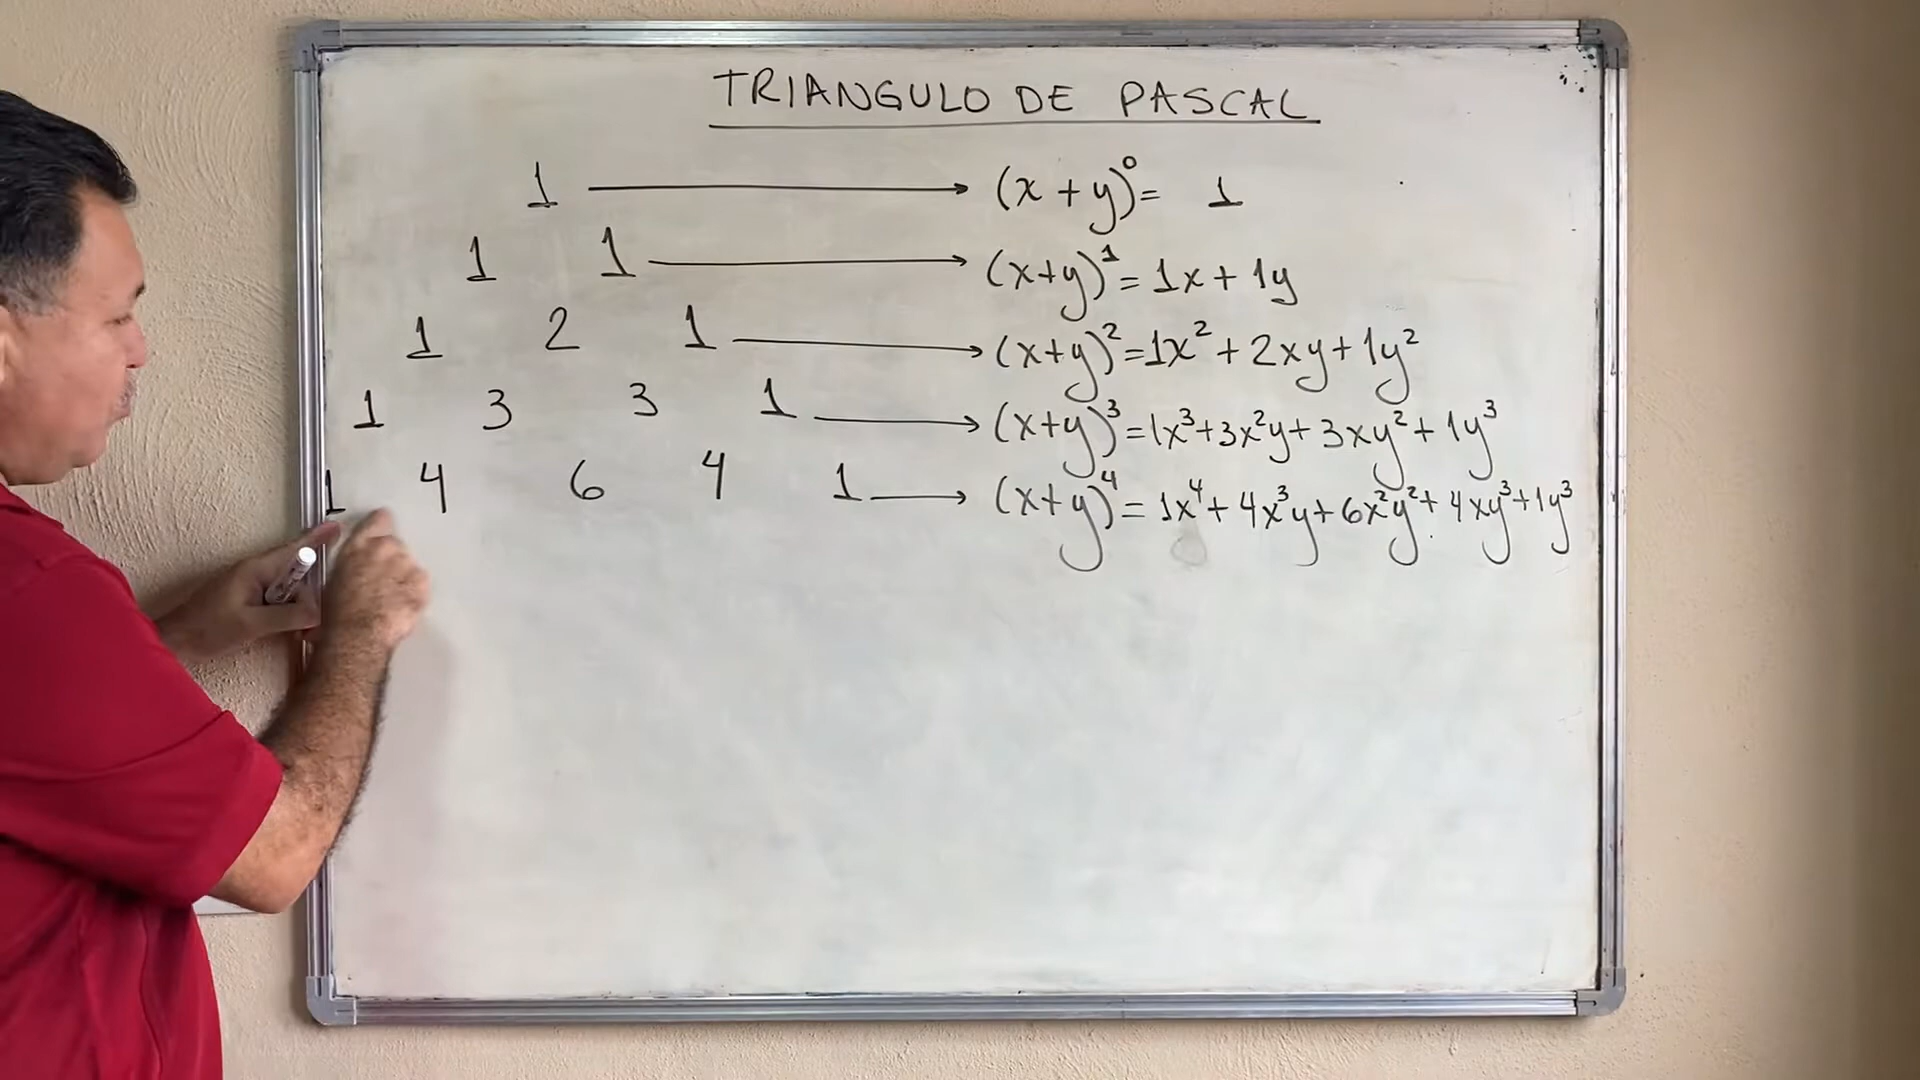 TRIANGULO DE PASCAL
1 → (x+y)⁰ = 1
1 1 → (x+y)¹ = 1x + 1y
1 2 1 → (x+y)² = 1x² + 2xy + 1y²
1 3 3 1 → (x+y)³ = 1x³ + 3x²y + 3xy² + 1y³
1 4 6 4 1 → (x+y)⁴ = 1x⁴ + 4x³y + 6x²y² + 4xy³ + 1y³